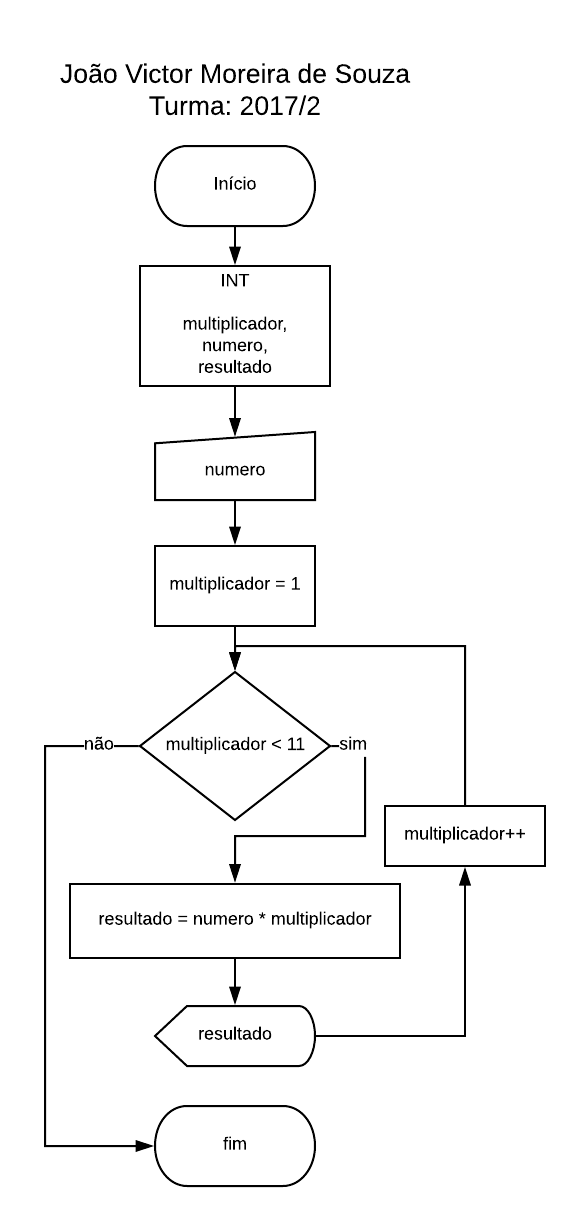 João Victor Moreira de Souza
Turma: 2017/2
Início
INT
multiplicador,
numero,
resultado
numero
multiplicador = 1
multiplicador < 11
não
sim
multiplicador++
resultado = numero * multiplicador
resultado
fim